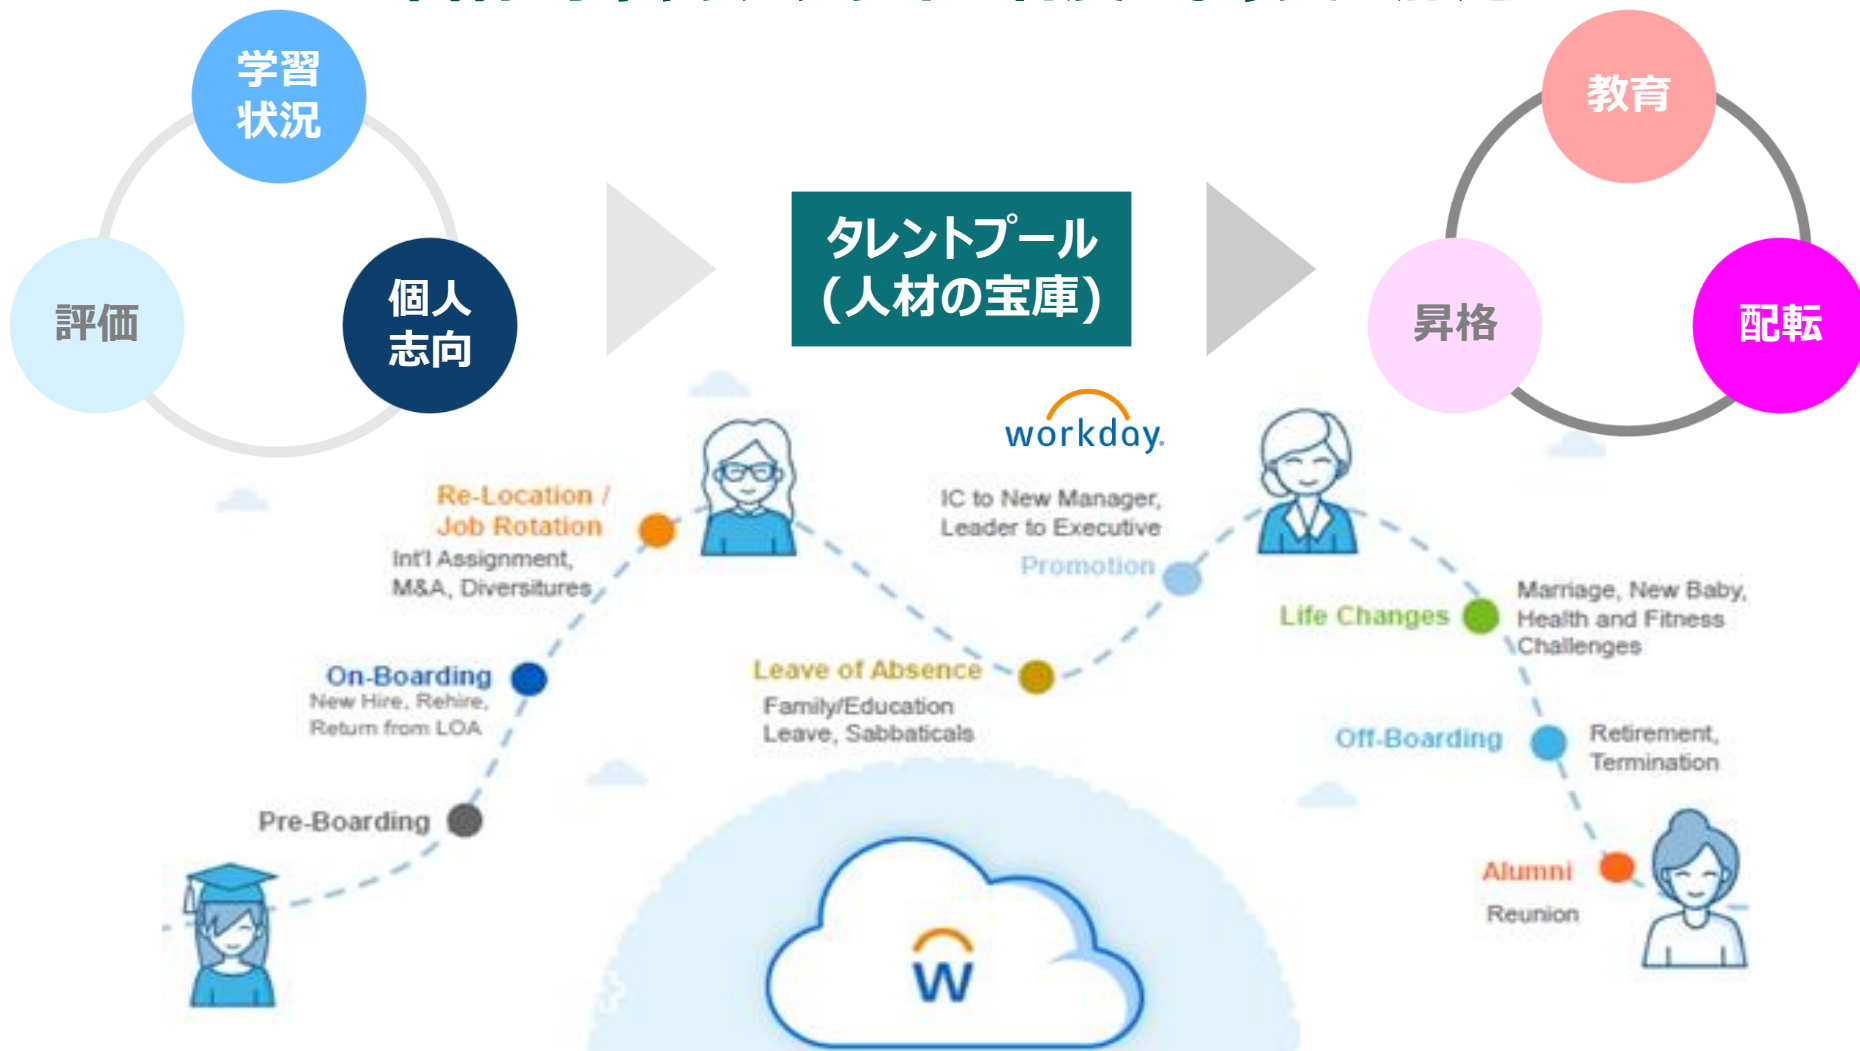 学習
状況
評価
個人
志向
タレントプール
(人材の宝庫)
教育
昇格
配転
workday.
Re-Location /
Job Rotation
Int'l Assignment,
M&A, Diversitures
IC to New Manager,
Leader to Executive
Promotion
On-Boarding
New Hire, Rehire,
Return from LOA
Leave of Absence
Family/Education
Leave, Sabbaticals
Life Changes
Marriage, New Baby,
Health and Fitness
Challenges
Off-Boarding
Retirement,
Termination
Pre-Boarding
Alumni
Reunion
W